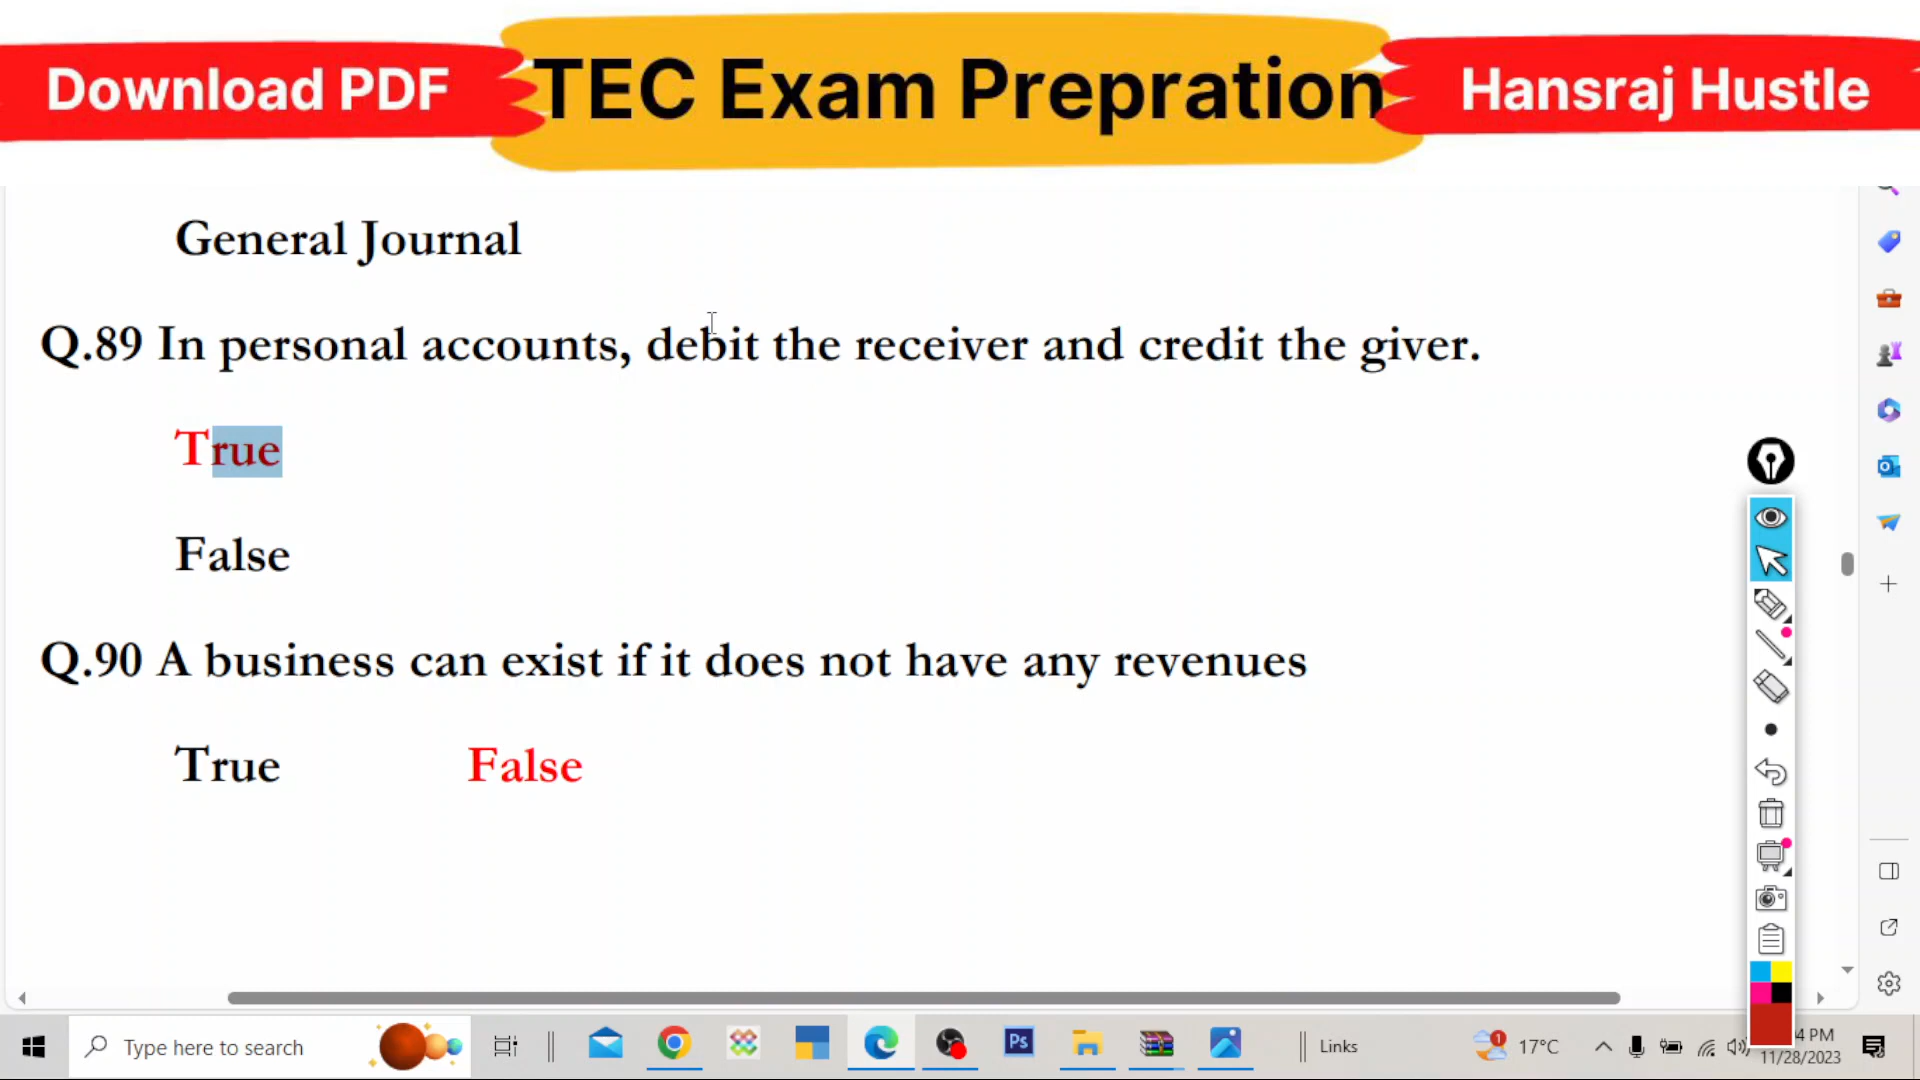 Download PDF
TEC Exam Prepration
Hansraj Hustle
General Journal
Q.89 In personal accounts, debit the receiver and credit the giver.
True
False
Q.90 A business can exist if it does not have any revenues
True False
Type here to search
Ps
Links
1
17°C
4 PM
11/28/2023